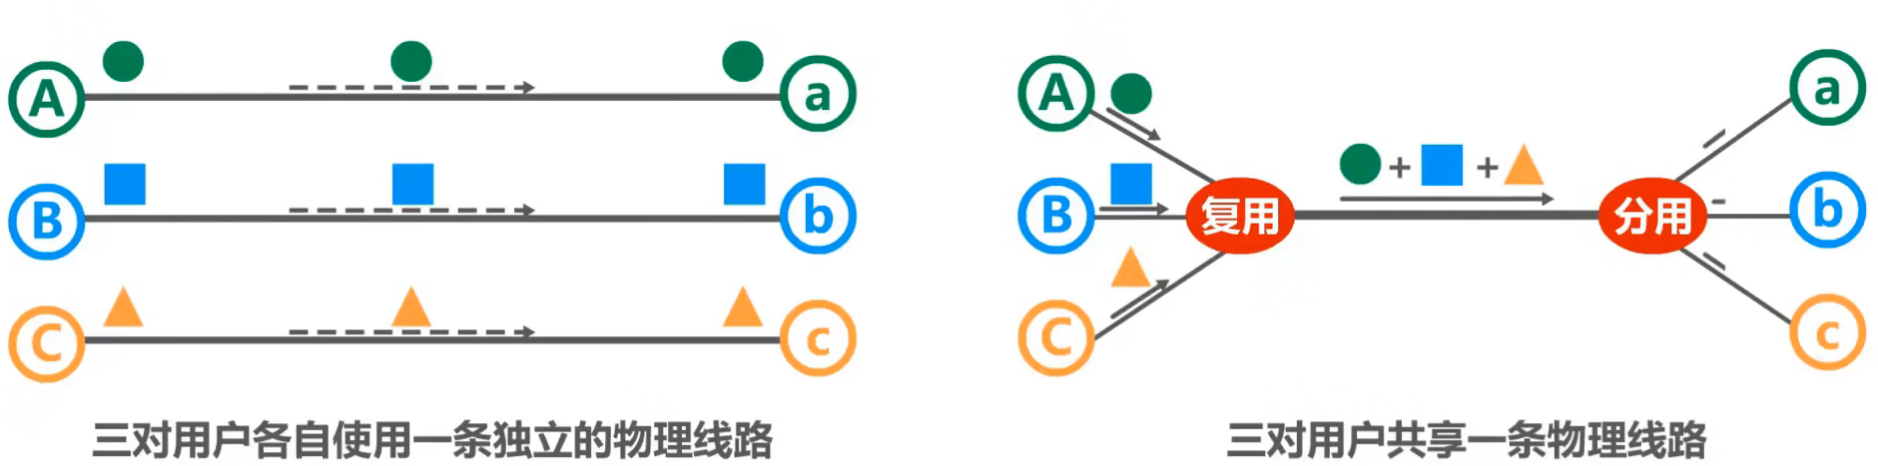 A a
B b
C c
三对用户各自使用一条独立的物理线路
A a
+ +
B 复用 分用 b
C c
三对用户共享一条物理线路